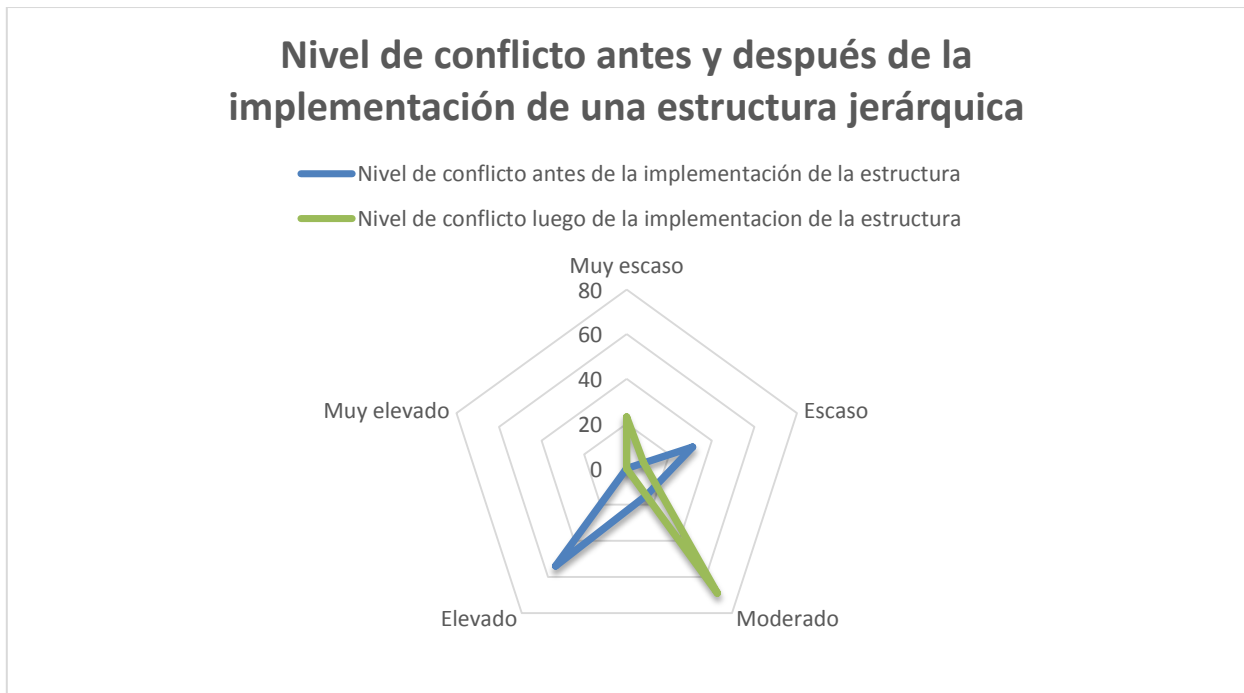 Nivel de conflicto antes y después de la
implementación de una estructura jerárquica
Nivel de conflicto antes de la implementación de la estructura
Nivel de conflicto luego de la implementacion de la estructura
Muy escaso
80
60
40
20
0
Muy elevado
Escaso
Elevado
Moderado